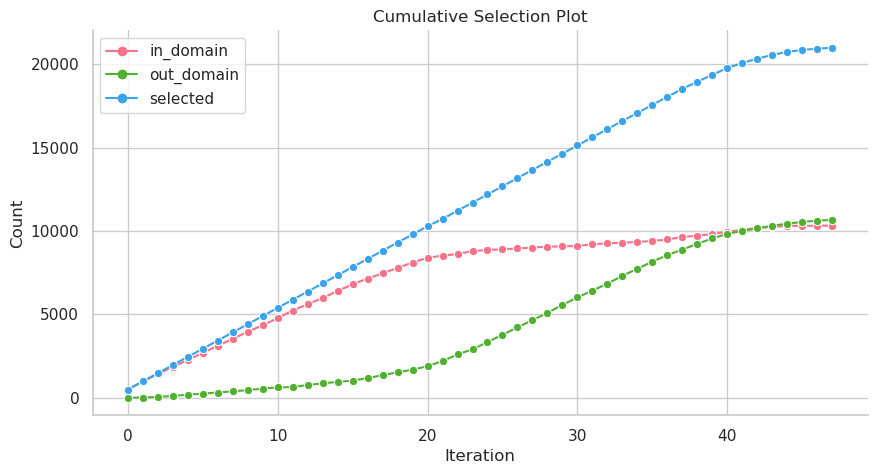 Cumulative Selection Plot
in_domain
out_domain
selected
20000
15000
10000
5000
0
Count
0 10 20 30 40
Iteration